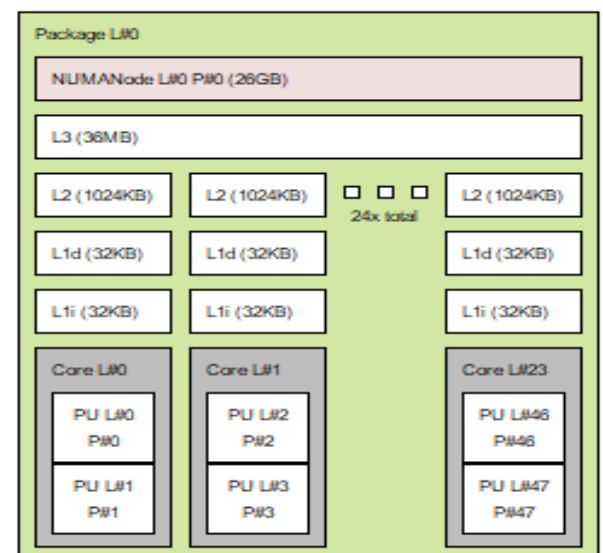 Package L#0
NUMANode L#0 P#0 (26GB)
L3 (36MB)
L2 (1024KB)
L2 (1024KB)
24x total
L2 (1024KB)
L1d (32KB)
L1d (32KB)
L1d (32KB)
L1i (32KB)
L1i (32KB)
L1i (32KB)
Core L#0
Core L#1
Core L#23
PU L#0
P#0
PU L#2
P#2
PU L#46
P#46
PU L#1
P#1
PU L#3
P#3
PU L#47
P#47